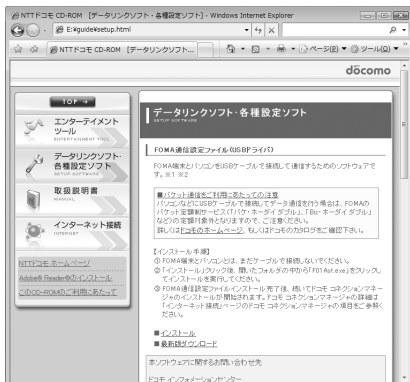 NTTドコモ CD-ROM [データリンクソフト・各種設定ソフト] - Windows Internet Explorer
E:¥guide¥setup.html
NTTドコモ CD-ROM [データリンクソフト...
ページ(P) ツール(O)
döcomo
TOP
エンターテイメント
ツール
ENTERTAINMENT TOOL
データリンクソフト・
各種設定ソフト
SETUP SOFTWARE
取扱説明書
MANUAL
インターネット接続
INTERNET
NTTドコモ ホームページ
Adobe® Reader®のインストール
このCD-ROMのご利用にあたって
データリンクソフト・各種設定ソフト
SETUP SOFTWARE
FOMA通信設定ファイル(USBドライバ)
FOMA端末とパソコンをUSBケーブルで接続して通信するためのソフトウェアで
す。※1 ※2
■パケット通信をご利用にあたっての注意
パソコンなどにUSBケーブルで接続してデータ通信を行う場合は、FOMAの
パケット定額制サービス(「パケ・ホーダイ ダブル」、「Biz・ホーダイ ダブル」
など)の定額対象外となりますので、ご注意ください。
詳しくはドコモのホームページ、もしくはドコモのカタログをご確認下さい。
【インストール手順】
① FOMA端末とパソコンとは、まだケーブルで接続しないでください。
② 「インストール」クリック後、開いたフォルダの中から「F01Ast.exe」をクリックし
てインストールを実行してください。
③ FOMA通信設定ファイルインストール完了後、続いてドコモ コネクションマネー
ジャのインストールが開始されます。ドコモ コネクションマネージャの詳細は
「インターネット接続」ページのドコモ コネクションマネージャの項目をご参照く
ださい。
■インストール
■最新版ダウンロード
本ソフトウェアに関するお問い合わせ先
ドコモ インフォメーションセンター